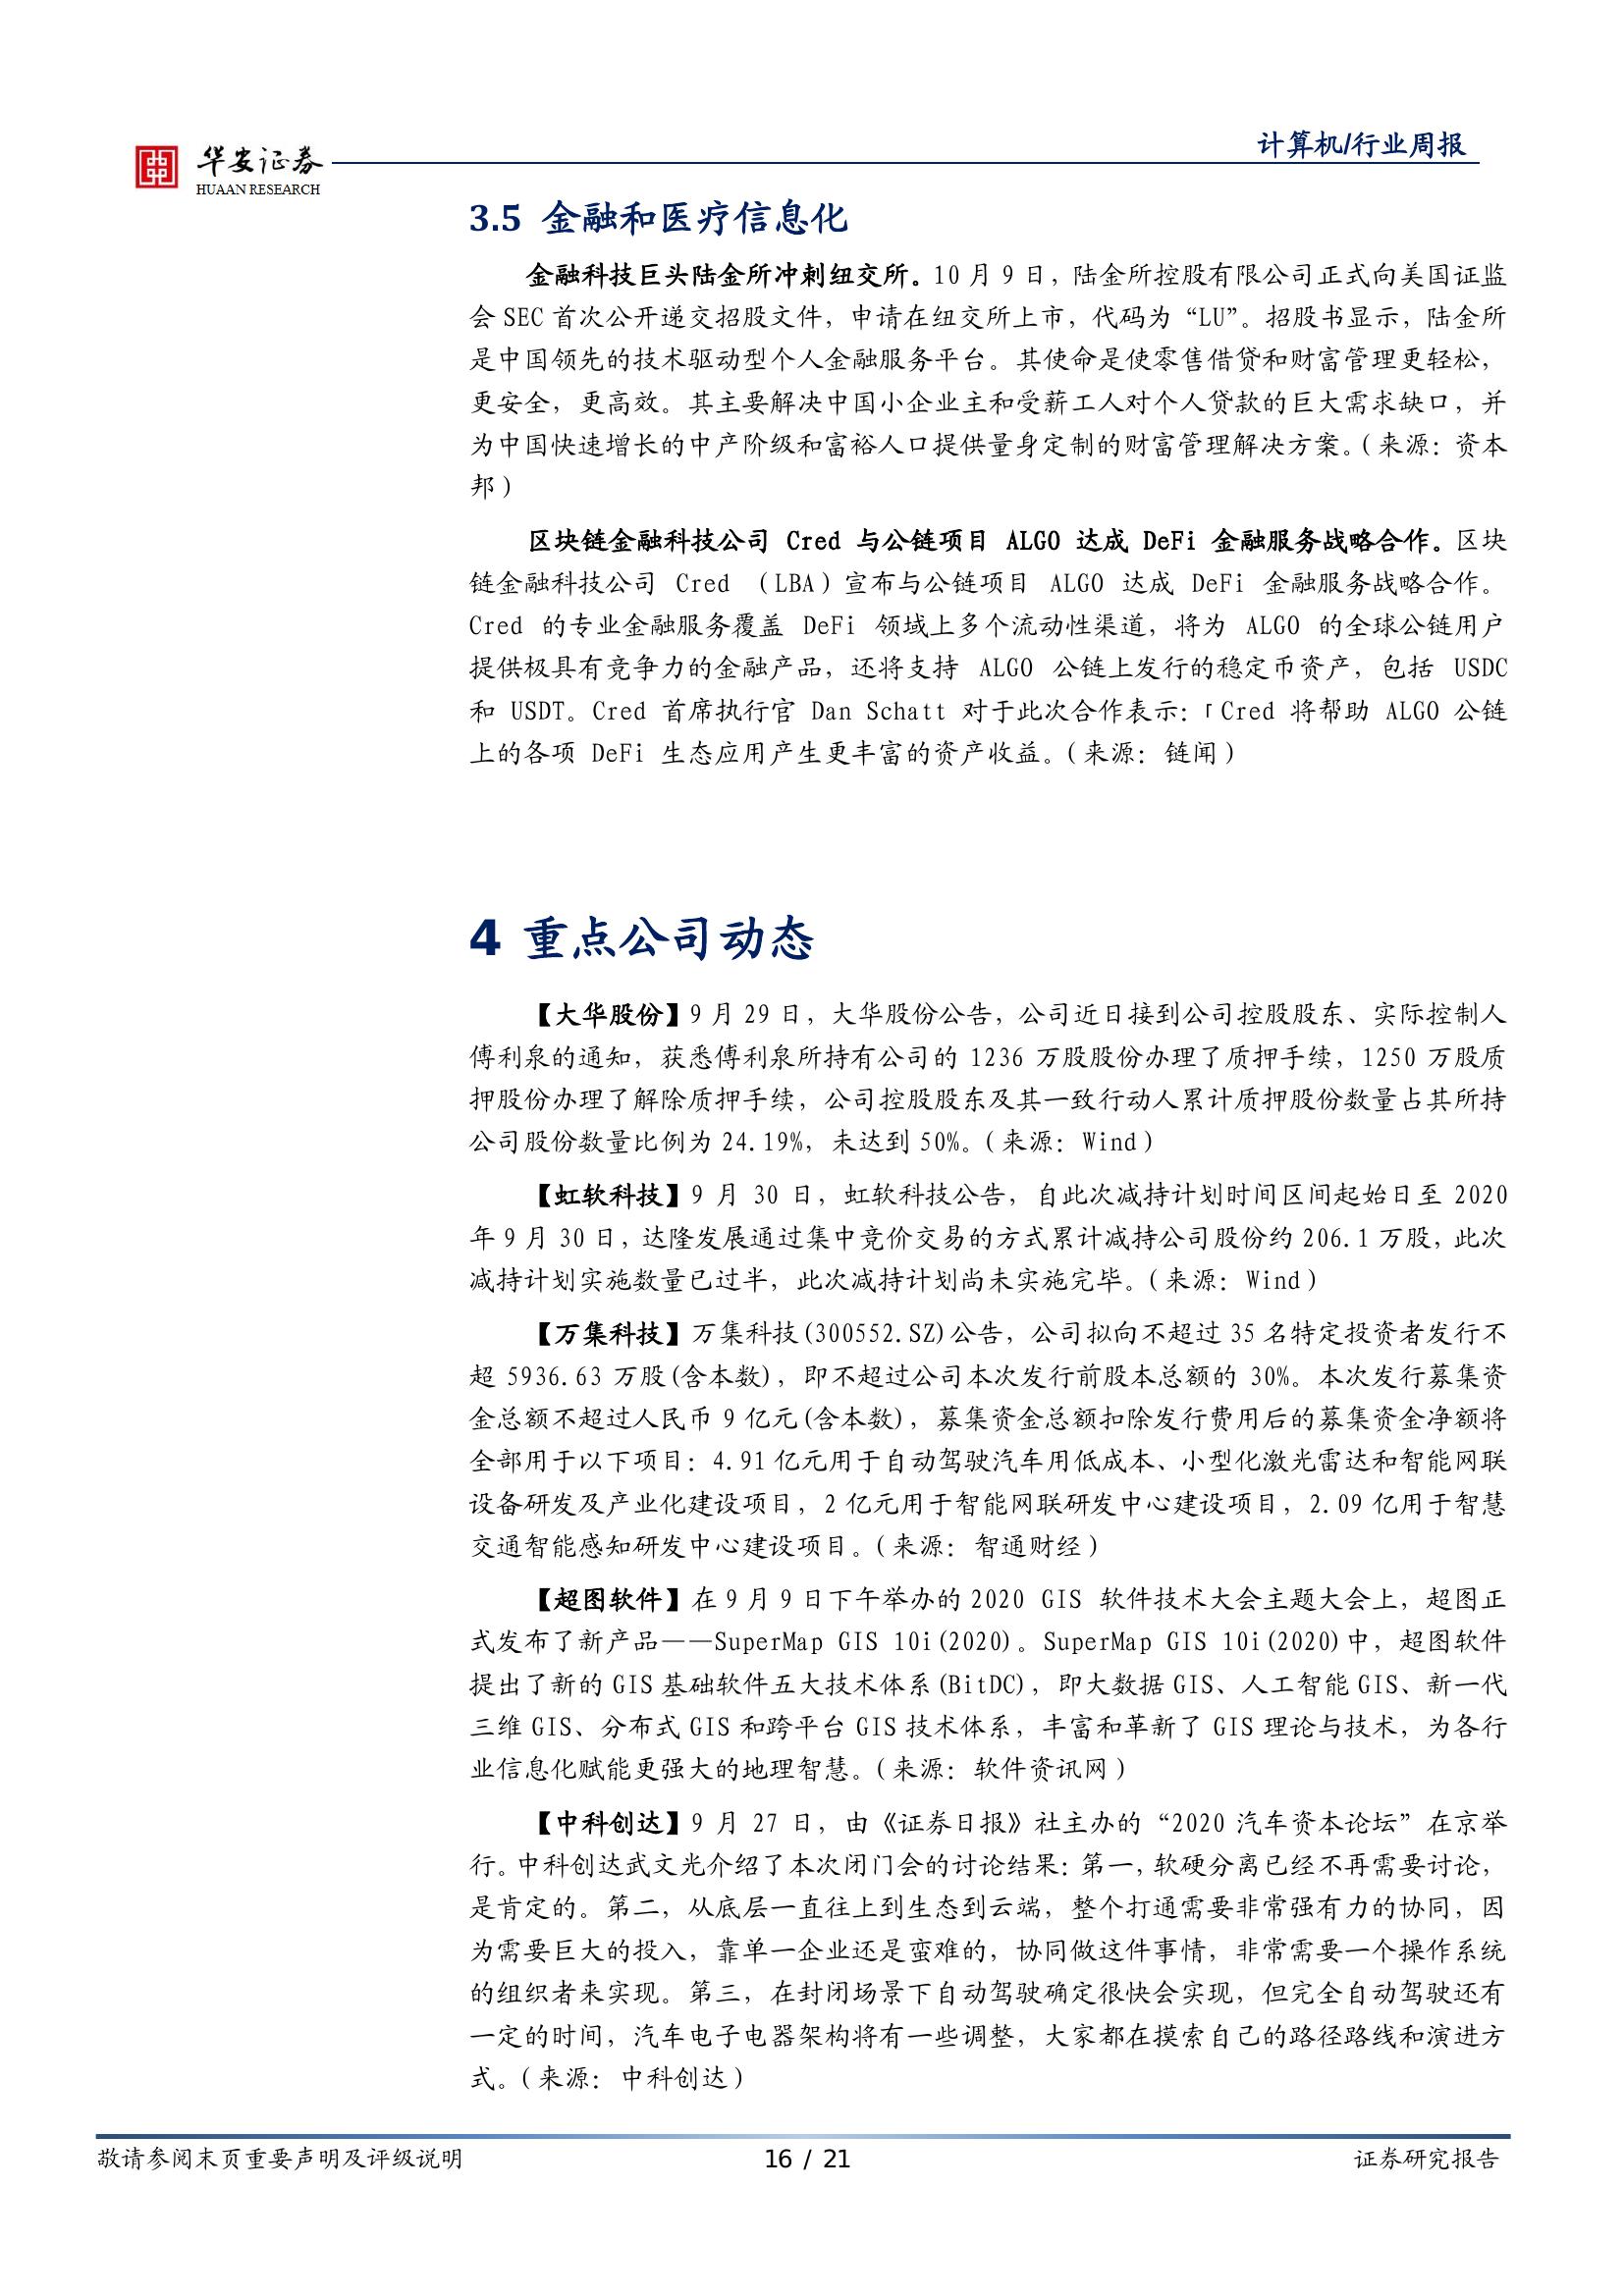 华安证券
HUAAN RESEARCH
计算机/行业周报
3.5 金融和医疗信息化
金融科技巨头陆金所冲刺纽交所。10 月 9 日，陆金所控股有限公司正式向美国证监
会 SEC 首次公开递交招股文件，申请在纽交所上市，代码为“LU”。招股书显示，陆金所
是中国领先的技术驱动型个人金融服务平台。其使命是使零售借贷和财富管理更轻松，
更安全，更高效。其主要解决中国小企业主和受薪工人对个人贷款的巨大需求缺口，并
为中国快速增长的中产阶级和富裕人口提供量身定制的财富管理解决方案。（来源：资本
邦）
区块链金融科技公司 Cred 与公链项目 ALGO 达成 DeFi 金融服务战略合作。区块
链金融科技公司 Cred （LBA）宣布与公链项目 ALGO 达成 DeFi 金融服务战略合作。
Cred 的专业金融服务覆盖 DeFi 领域上多个流动性渠道，将为 ALGO 的全球公链用户
提供极具有竞争力的金融产品，还将支持 ALGO 公链上发行的稳定币资产，包括 USDC
和 USDT。Cred 首席执行官 Dan Schatt 对于此次合作表示：「Cred 将帮助 ALGO 公链
上的各项 DeFi 生态应用产生更丰富的资产收益。（来源：链闻）
4 重点公司动态
【大华股份】9 月 29 日，大华股份公告，公司近日接到公司控股股东、实际控制人
傅利泉的通知，获悉傅利泉所持有公司的 1236 万股股份办理了质押手续，1250 万股质
押股份办理了解除质押手续，公司控股股东及其一致行动人累计质押股份数量占其所持
公司股份数量比例为 24.19%，未达到 50%。（来源：Wind）
【虹软科技】9 月 30 日，虹软科技公告，自此次减持计划时间区间起始日至 2020
年 9 月 30 日，达隆发展通过集中竞价交易的方式累计减持公司股份约 206.1 万股，此次
减持计划实施数量已过半，此次减持计划尚未实施完毕。（来源：Wind）
【万集科技】万集科技(300552.SZ)公告，公司拟向不超过 35 名特定投资者发行不
超 5936.63 万股(含本数)，即不超过公司本次发行前股本总额的 30%。本次发行募集资
金总额不超过人民币 9 亿元(含本数)，募集资金总额扣除发行费用后的募集资金净额将
全部用于以下项目：4.91 亿元用于自动驾驶汽车用低成本、小型化激光雷达和智能网联
设备研发及产业化建设项目，2 亿元用于智能网联研发中心建设项目，2.09 亿用于智慧
交通智能感知研发中心建设项目。（来源：智通财经）
【超图软件】在 9 月 9 日下午举办的 2020 GIS 软件技术大会主题大会上，超图正
式发布了新产品——SuperMap GIS 10i(2020)。SuperMap GIS 10i(2020)中，超图软件
提出了新的 GIS 基础软件五大技术体系(BitDC)，即大数据 GIS、人工智能 GIS、新一代
三维 GIS、分布式 GIS 和跨平台 GIS 技术体系，丰富和革新了 GIS 理论与技术，为各行
业信息化赋能更强大的地理智慧。（来源：软件资讯网）
【中科创达】9 月 27 日，由《证券日报》社主办的“2020 汽车资本论坛”在京举
行。中科创达武文光介绍了本次闭门会的讨论结果：第一，软硬分离已经不再需要讨论，
是肯定的。第二，从底层一直往上到生态到云端，整个打通需要非常强有力的协同，因
为需要巨大的投入，靠单一企业还是蛮难的，协同做这件事情，非常需要一个操作系统
的组织者来实现。第三，在封闭场景下自动驾驶确定很快会实现，但完全自动驾驶还有
一定的时间，汽车电子电器架构将有一些调整，大家都在摸索自己的路径路线和演进方
式。（来源：中科创达）
敬请参阅末页重要声明及评级说明
16 / 21
证券研究报告